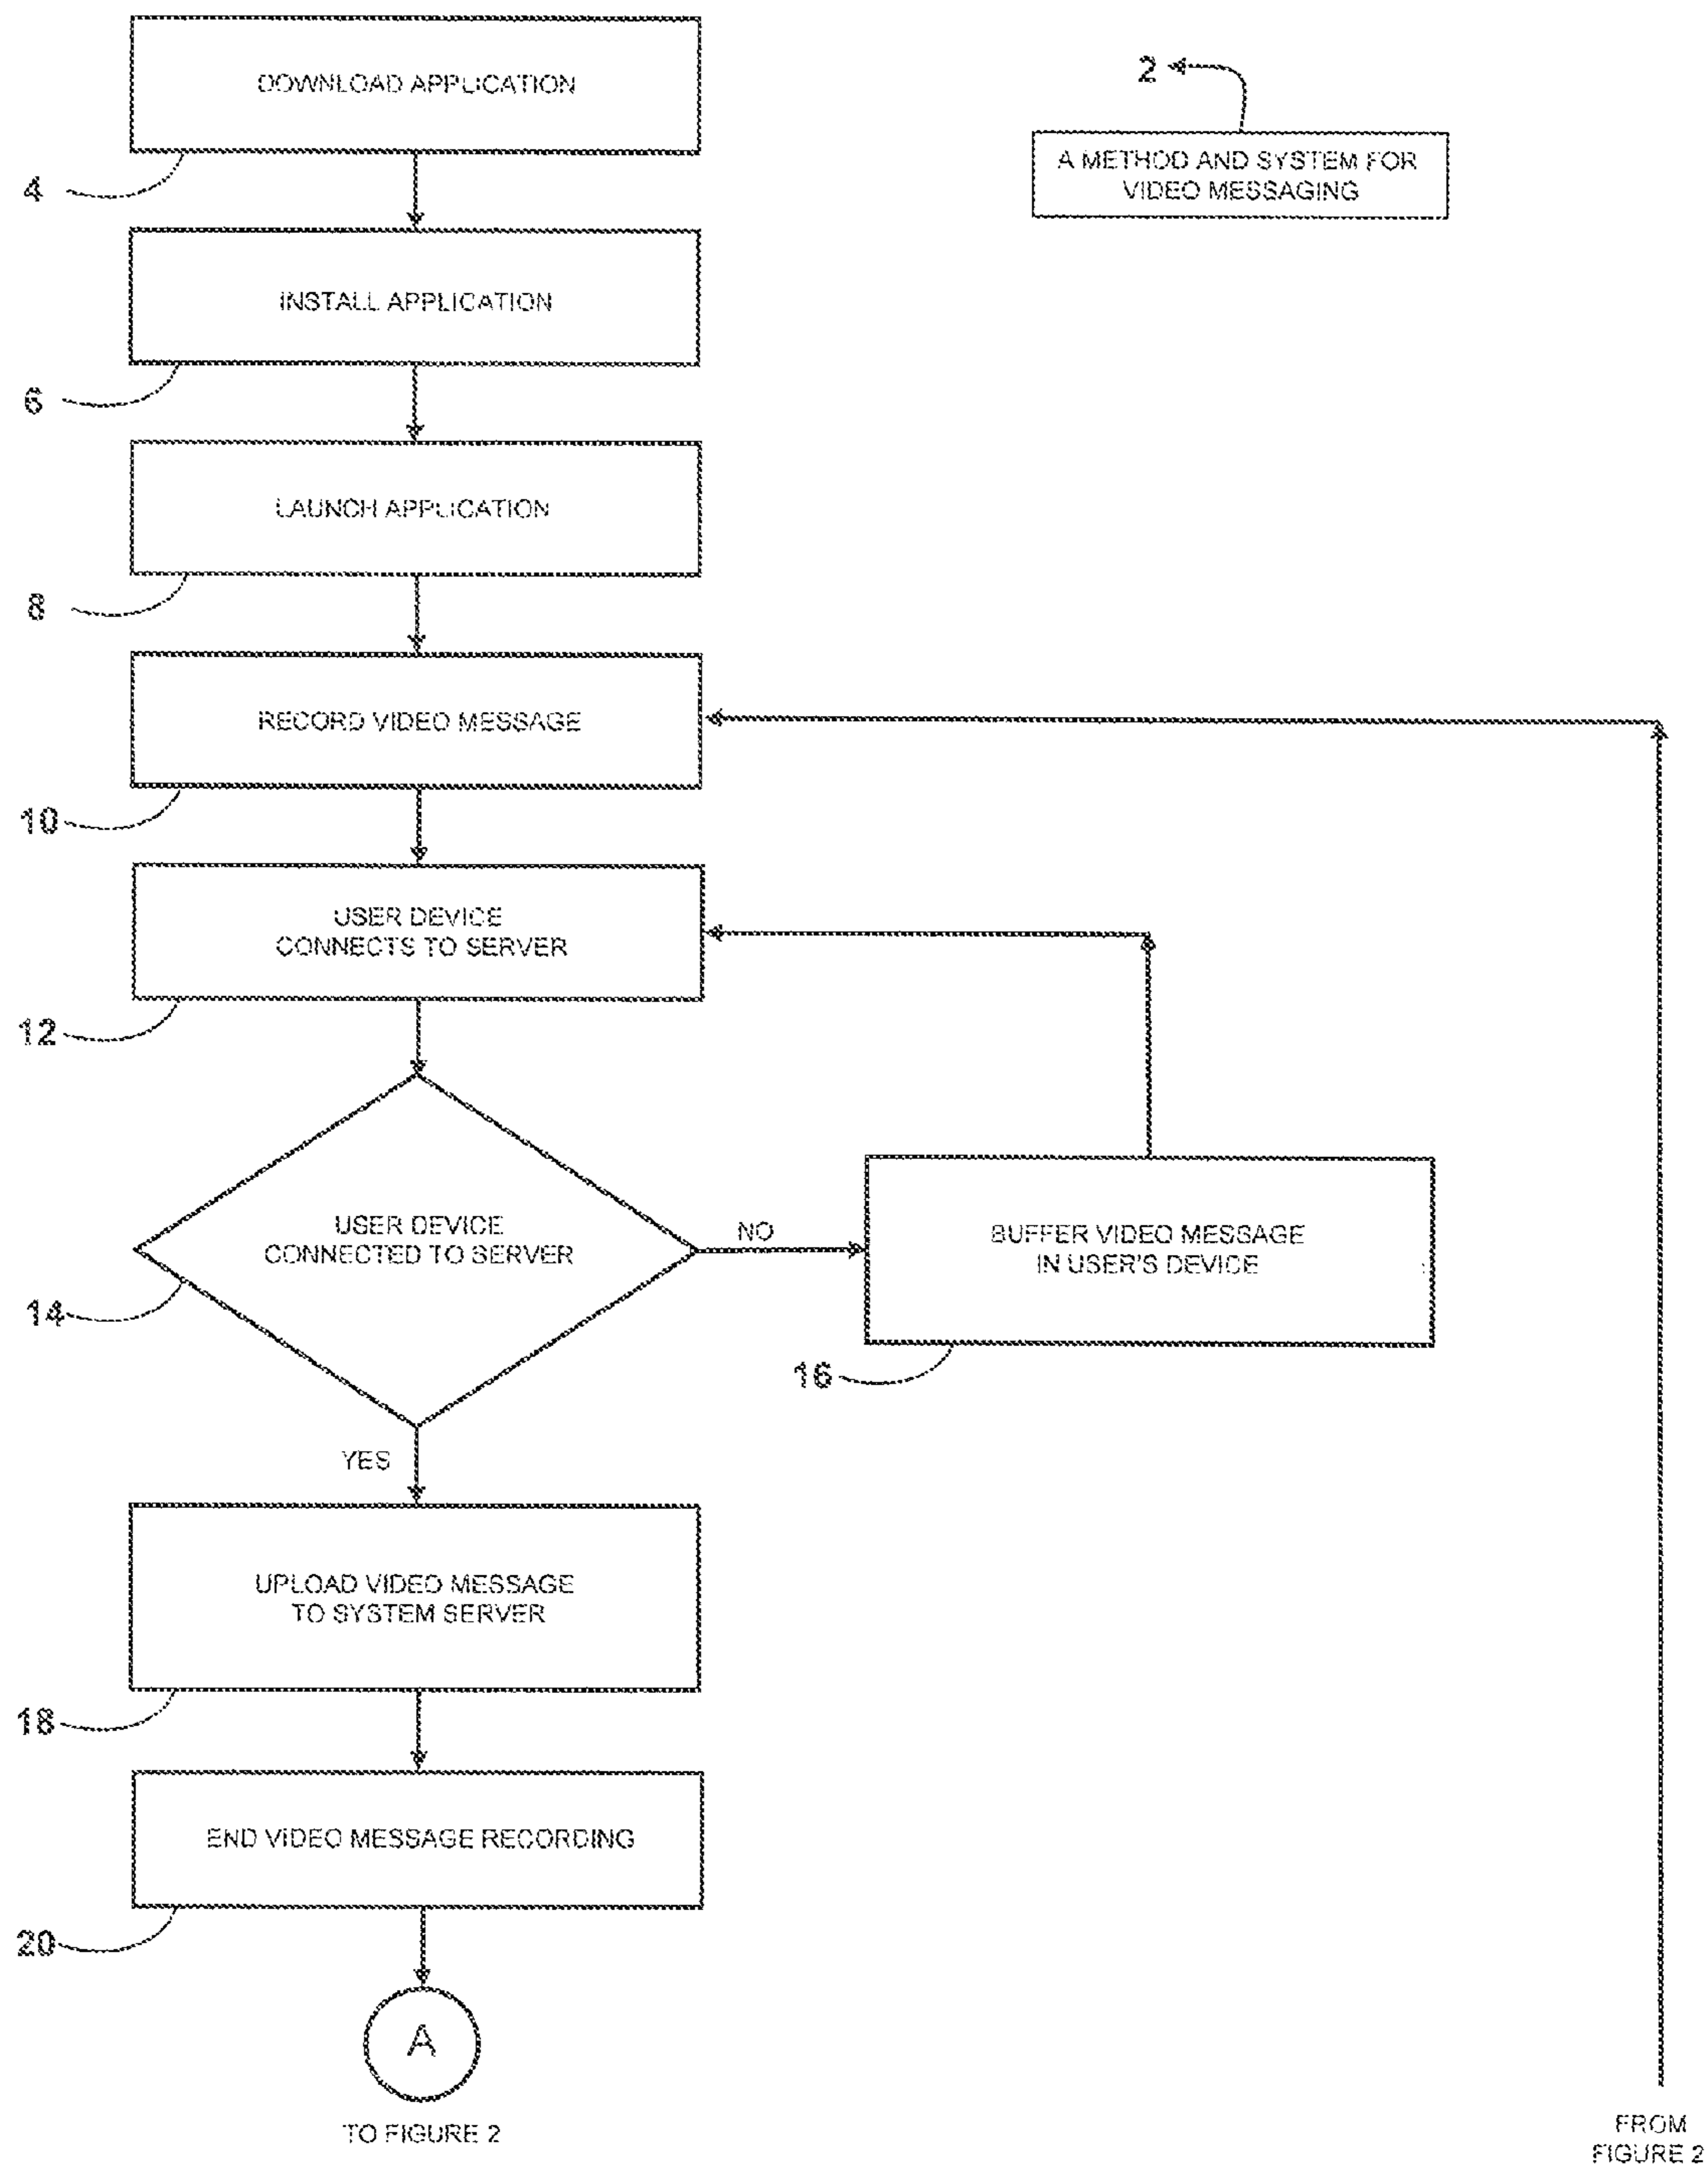 DOWNLOAD APPLICATION
4
2
A METHOD AND SYSTEM FOR
VIDEO MESSAGING
INSTALL APPLICATION
6
LAUNCH APPLICATION
8
RECORD VIDEO MESSAGE
10
USER DEVICE
CONNECTS TO SERVER
12
USER DEVICE
CONNECTED TO SERVER
14
NO
BUFFER VIDEO MESSAGE
IN USER'S DEVICE
16
YES
UPLOAD VIDEO MESSAGE
TO SYSTEM SERVER
18
END VIDEO MESSAGE RECORDING
20
A
TO FIGURE 2
FROM
FIGURE 2